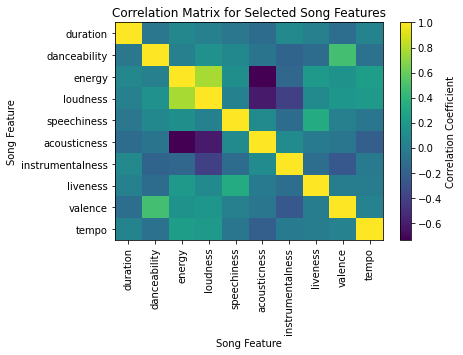 Correlation Matrix for Selected Song Features
Song Feature
duration
danceability
energy
loudness
speechiness
acousticness
instrumentalness
liveness
valence
tempo
duration
danceability
energy
loudness
speechiness
acousticness
instrumentalness
liveness
valence
tempo
Song Feature
1.0
0.8
0.6
0.4
0.2
0.0
−0.2
−0.4
−0.6
Correlation Coefficient